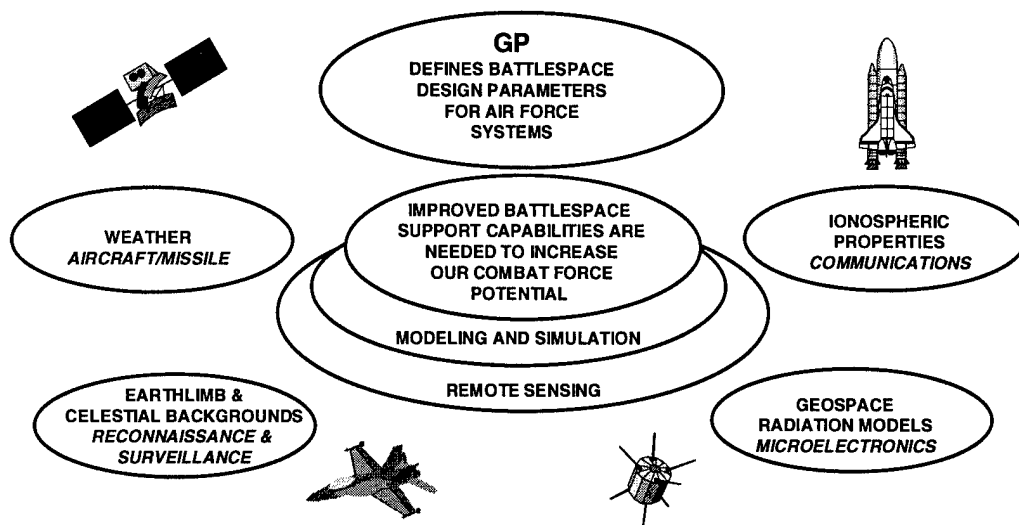 GP
DEFINES BATTLESPACE
DESIGN PARAMETERS
FOR AIR FORCE
SYSTEMS
WEATHER
AIRCRAFT/MISSILE
IMPROVED BATTLESPACE
SUPPORT CAPABILITIES ARE
NEEDED TO INCREASE
OUR COMBAT FORCE
POTENTIAL
IONOSPHERIC
PROPERTIES
COMMUNICATIONS
MODELING AND SIMULATION
REMOTE SENSING
EARTHLIMB &
CELESTIAL BACKGROUNDS
RECONNAISSANCE &
SURVEILLANCE
GEOSPACE
RADIATION MODELS
MICROELECTRONICS